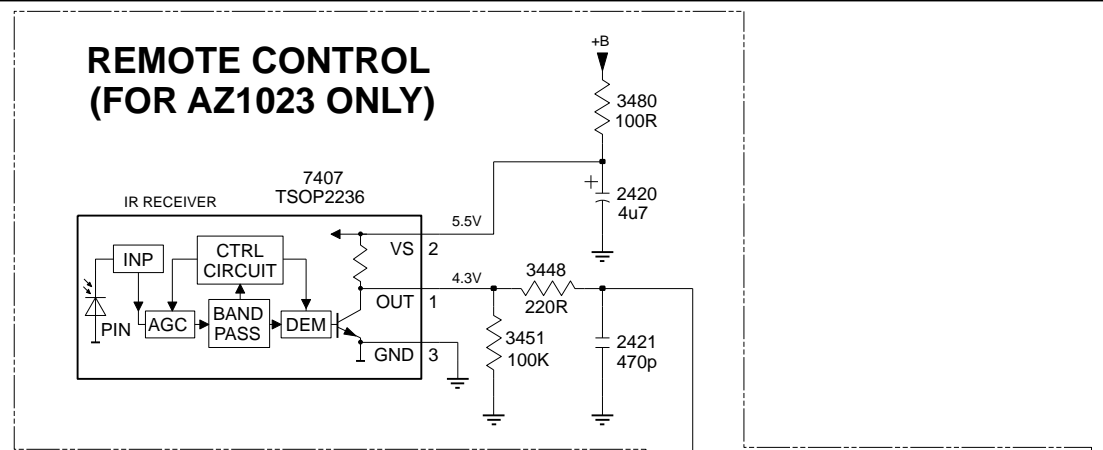 REMOTE CONTROL
(FOR AZ1023 ONLY)
+B
3480
100R
+
2420
4u7
7407
TSOP2236
IR RECEIVER
5.5V
VS 2
INP
CTRL
CIRCUIT
4.3V
3448
220R
OUT 1
PIN
AGC
BAND
PASS
DEM
GND 3
3451
100K
2421
470p